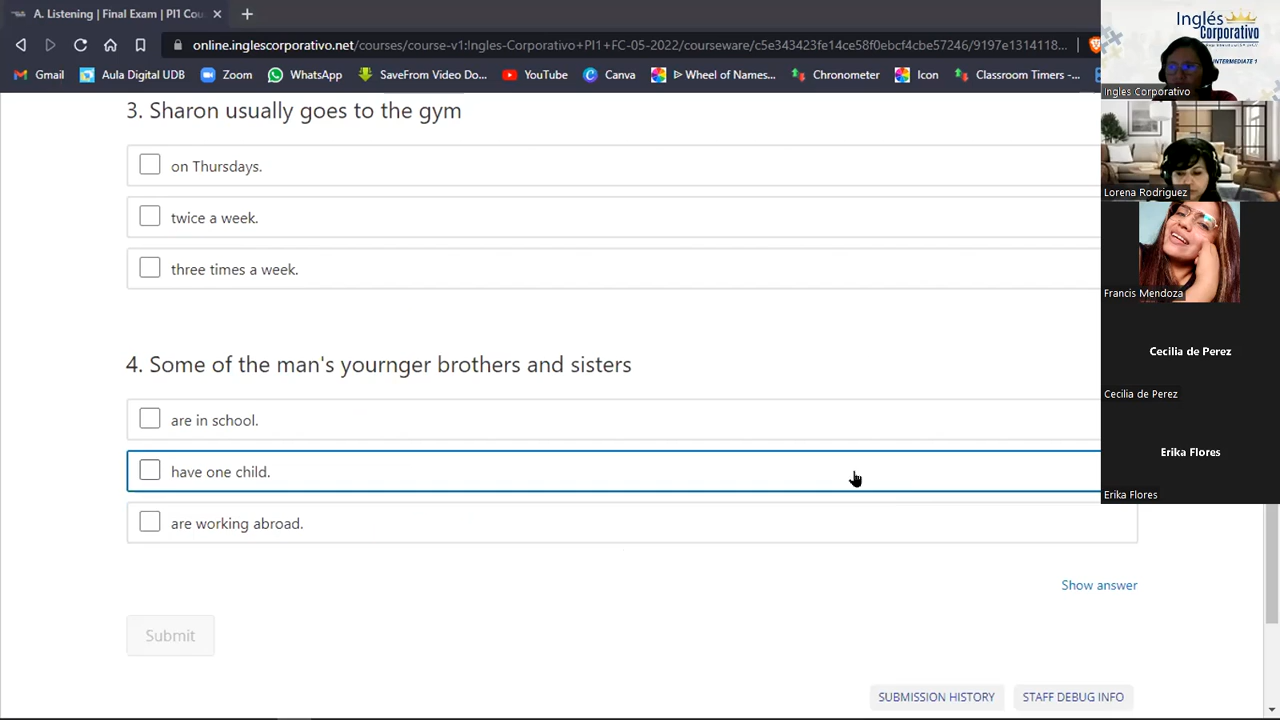 A. Listening | Final Exam | PI1 Cou
online.inglescorporativo.net/courses/course-v1:Ingles-Corporativo+PI1+FC-05-2022/courseware/c5e343423fe14ce58f0ebcf4cbe57246/
Gmail
Aula Digital UDB
Zoom
WhatsApp
SaveFrom Video Do...
YouTube
Canva
Wheel of Names...
Chometer
Icon
Classroom Timers -...
Inglés
Corporativo
INTERMEDIATE 1
Ingles Corporativo
Lorena Rodriguez
Francis Mendoza
Cecilia de Perez
Cecilia de Perez
Erika Flores
Erika Flores
3. Sharon usually goes to the gym
on Thursdays.
twice a week.
three times a week.
4. Some of the man's yournger brothers and sisters
are in school.
have one child.
are working abroad.
Show answer
Submit
SUBMISSION HISTORY
STAFF DEBUG INFO